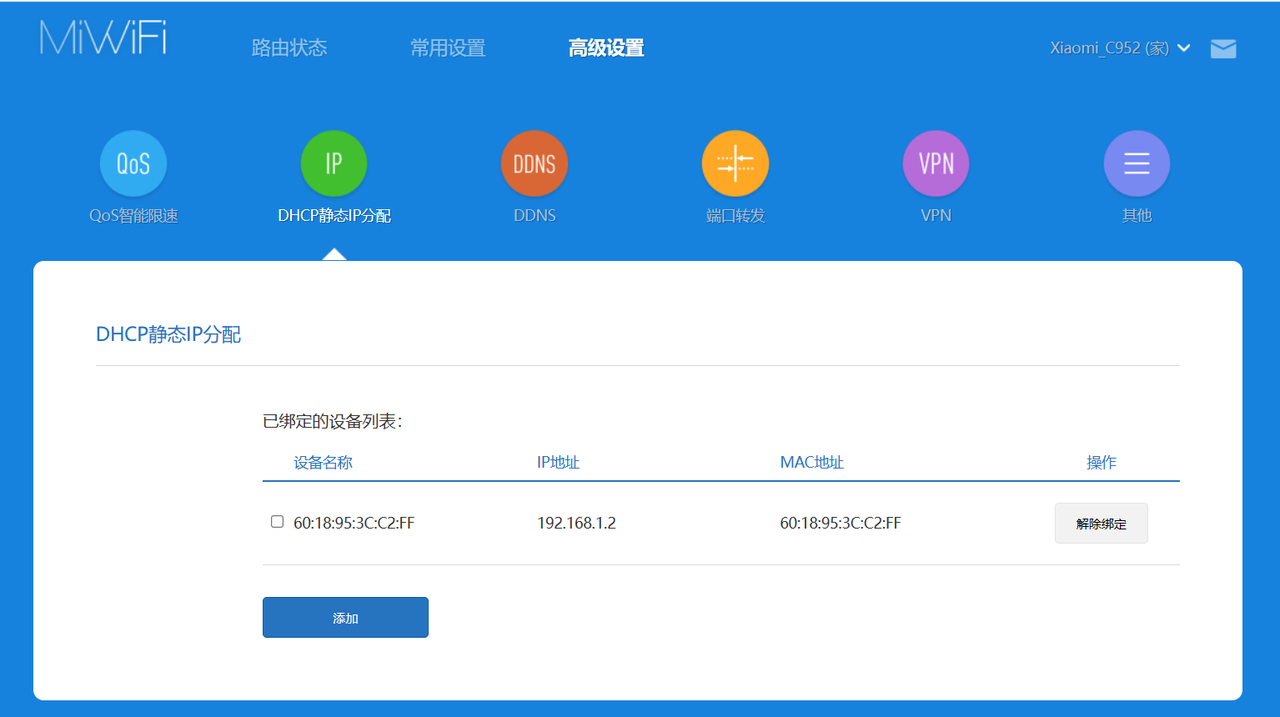 MiWiFi
路由状态
常用设置
高级设置
Xiaomi_C952 (家)
QoS
IP
DDNS
VPN
QoS智能限速
DHCP静态IP分配
DDNS
端口转发
VPN
其他
DHCP静态IP分配
已绑定的设备列表：
设备名称 IP地址 MAC地址 操作
60:18:95:3C:C2:FF 192.168.1.2 60:18:95:3C:C2:FF 解除绑定
添加